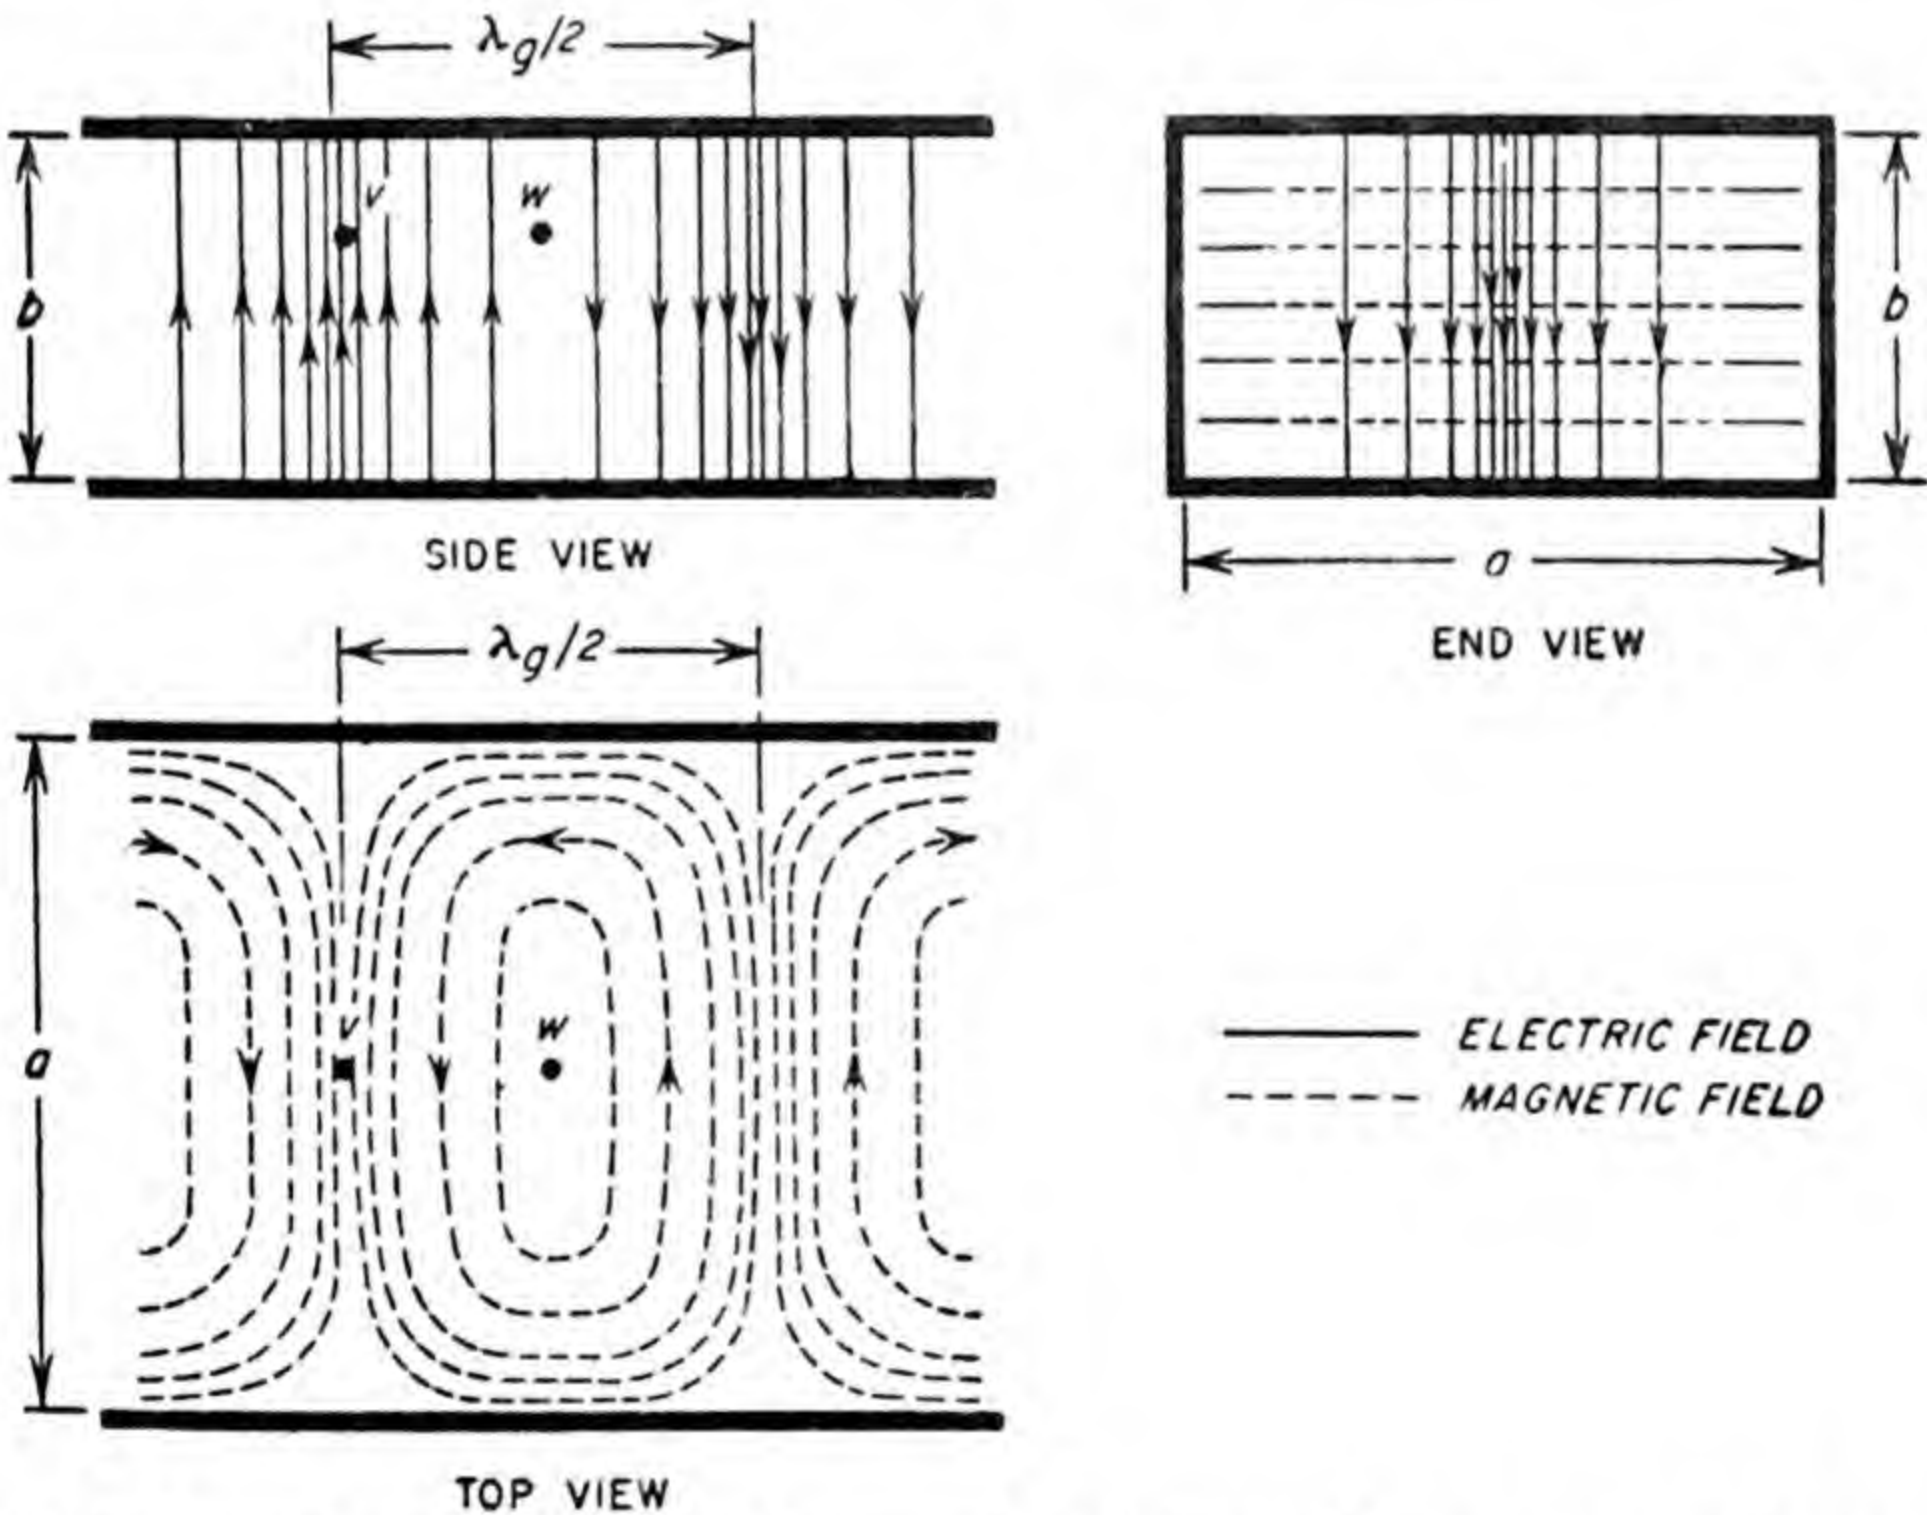 λg/2
b
v
w
b
SIDE VIEW
a
END VIEW
λg/2
a
v
w
ELECTRIC FIELD
MAGNETIC FIELD
TOP VIEW